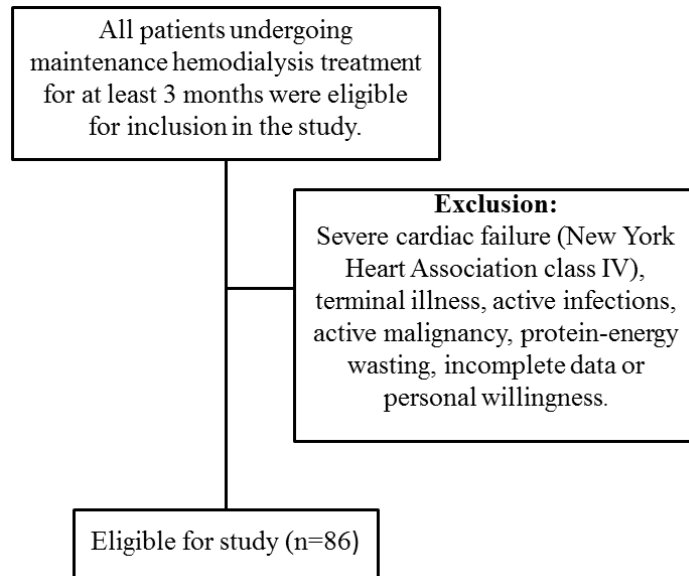 All patients undergoing
maintenance hemodialysis treatment
for at least 3 months were eligible
for inclusion in the study.
Exclusion:
Severe cardiac failure (New York
Heart Association class IV),
terminal illness, active infections,
active malignancy, protein-energy
wasting, incomplete data or
personal willingness.
Eligible for study (n=86)